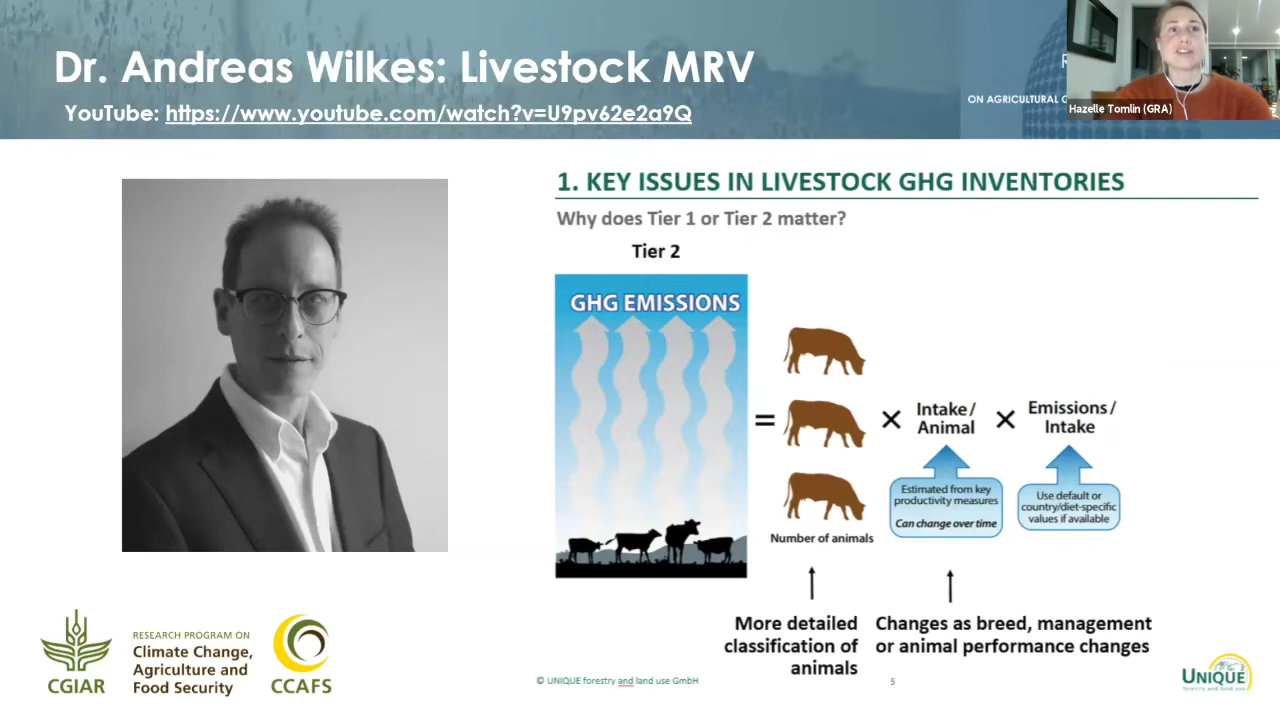 Dr. Andreas Wilkes: Livestock MRV
YouTube: https://www.youtube.com/watch?v=U9pv62e2a9Q
ON AGRICULTURAL
Hazelle Tomlin (GRA)
1. KEY ISSUES IN LIVESTOCK GHG INVENTORIES
Why does Tier 1 or Tier 2 matter?
Tier 2
GHG EMISSIONS
=
×
Intake/
Animal
×
Emissions/
Intake
Estimated from key
productivity measures
Can change over time
Use default or
country/diet-specific
values if available
Number of animals
More detailed
classification of
animals
Changes as breed, management
or animal performance changes
CGIAR
RESEARCH PROGRAM ON
Climate Change,
Agriculture and
Food Security
CCAFS
© UNIQUE forestry and land use GmbH
5
UNIQUE
forestry and land use